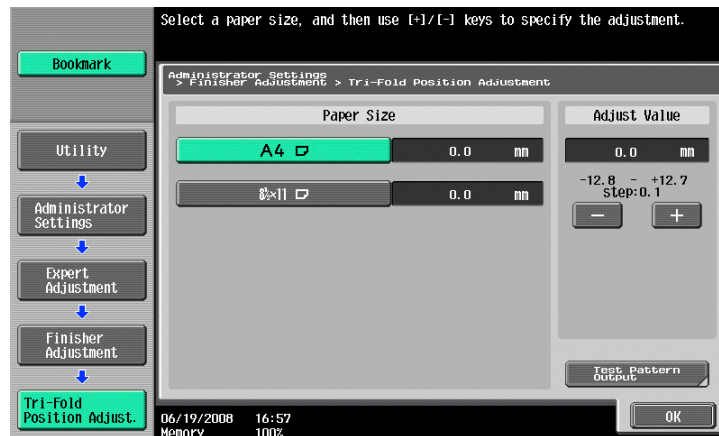 Select a paper size, and then use [+]/[-] keys to specify the adjustment.
Bookmark
Administrator Settings
> Finisher Adjustment > Tri-Fold Position Adjustment
Paper Size
Adjust Value
A4
0.0 mm
0.0 mm
8½×11
0.0 mm
-12.8 - +12.7
step:0.1
− +
Utility
Administrator
Settings
Expert
Adjustment
Finisher
Adjustment
Tri-Fold
Position Adjust.
Test Pattern
Output
OK
06/19/2008 16:57
Memory 100%